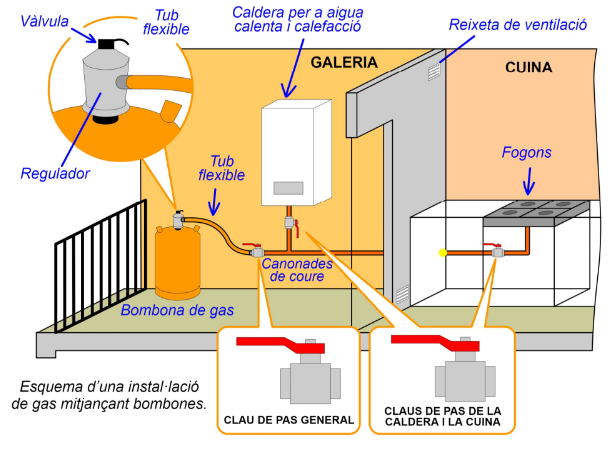 Vàlvula
Tub
flexible
Caldera per a aigua
calenta i calefacció
Reixeta de ventilació
GALERIA
CUINA
Regulador
Tub
flexible
Fogons
Canonades
de coure
Bombona de gas
Esquema d'una instal·lació
de gas mitjançant bombones.
CLAU DE PAS GENERAL
CLAUS DE PAS DE LA
CALDERA I LA CUINA